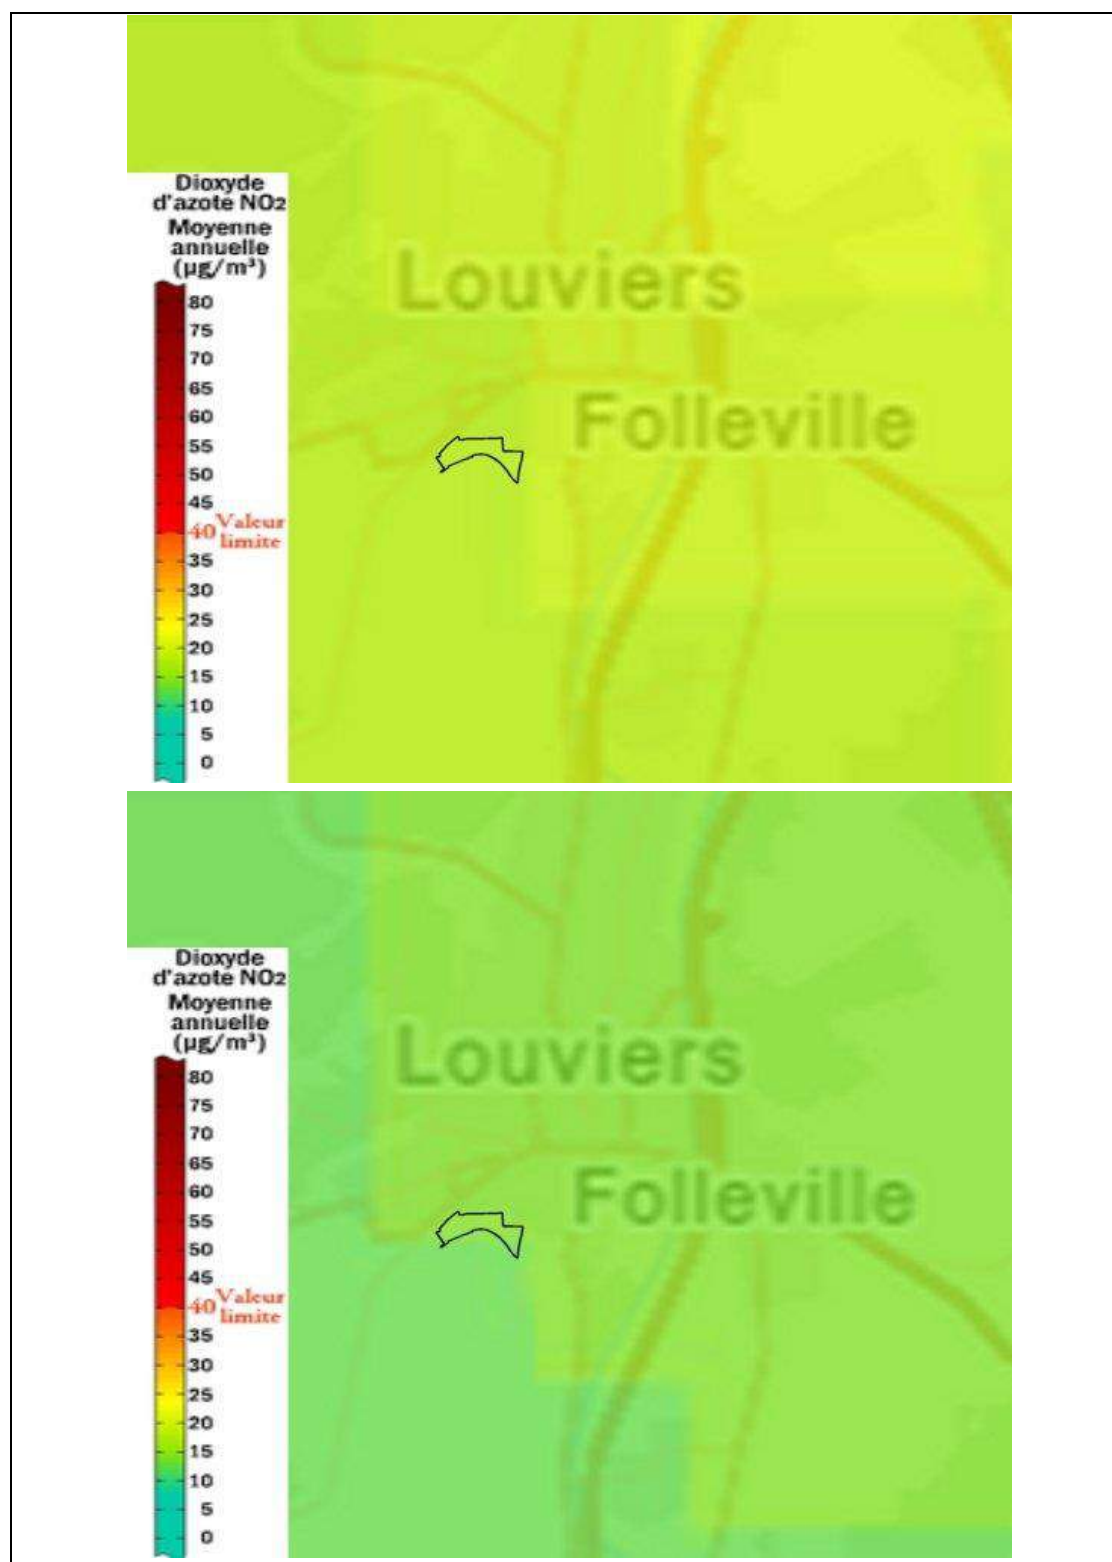 Dioxyde
d'azote NO2
Moyenne
annuelle
(µg/m³)
80
75
70
65
60
55
50
45
40 Valeur
limite
35
30
25
20
15
10
5
0
Louviers
Folleville
Dioxyde
d'azote NO2
Moyenne
annuelle
(µg/m³)
80
75
70
65
60
55
50
45
40 Valeur
limite
35
30
25
20
15
10
5
0
Louviers
Folleville